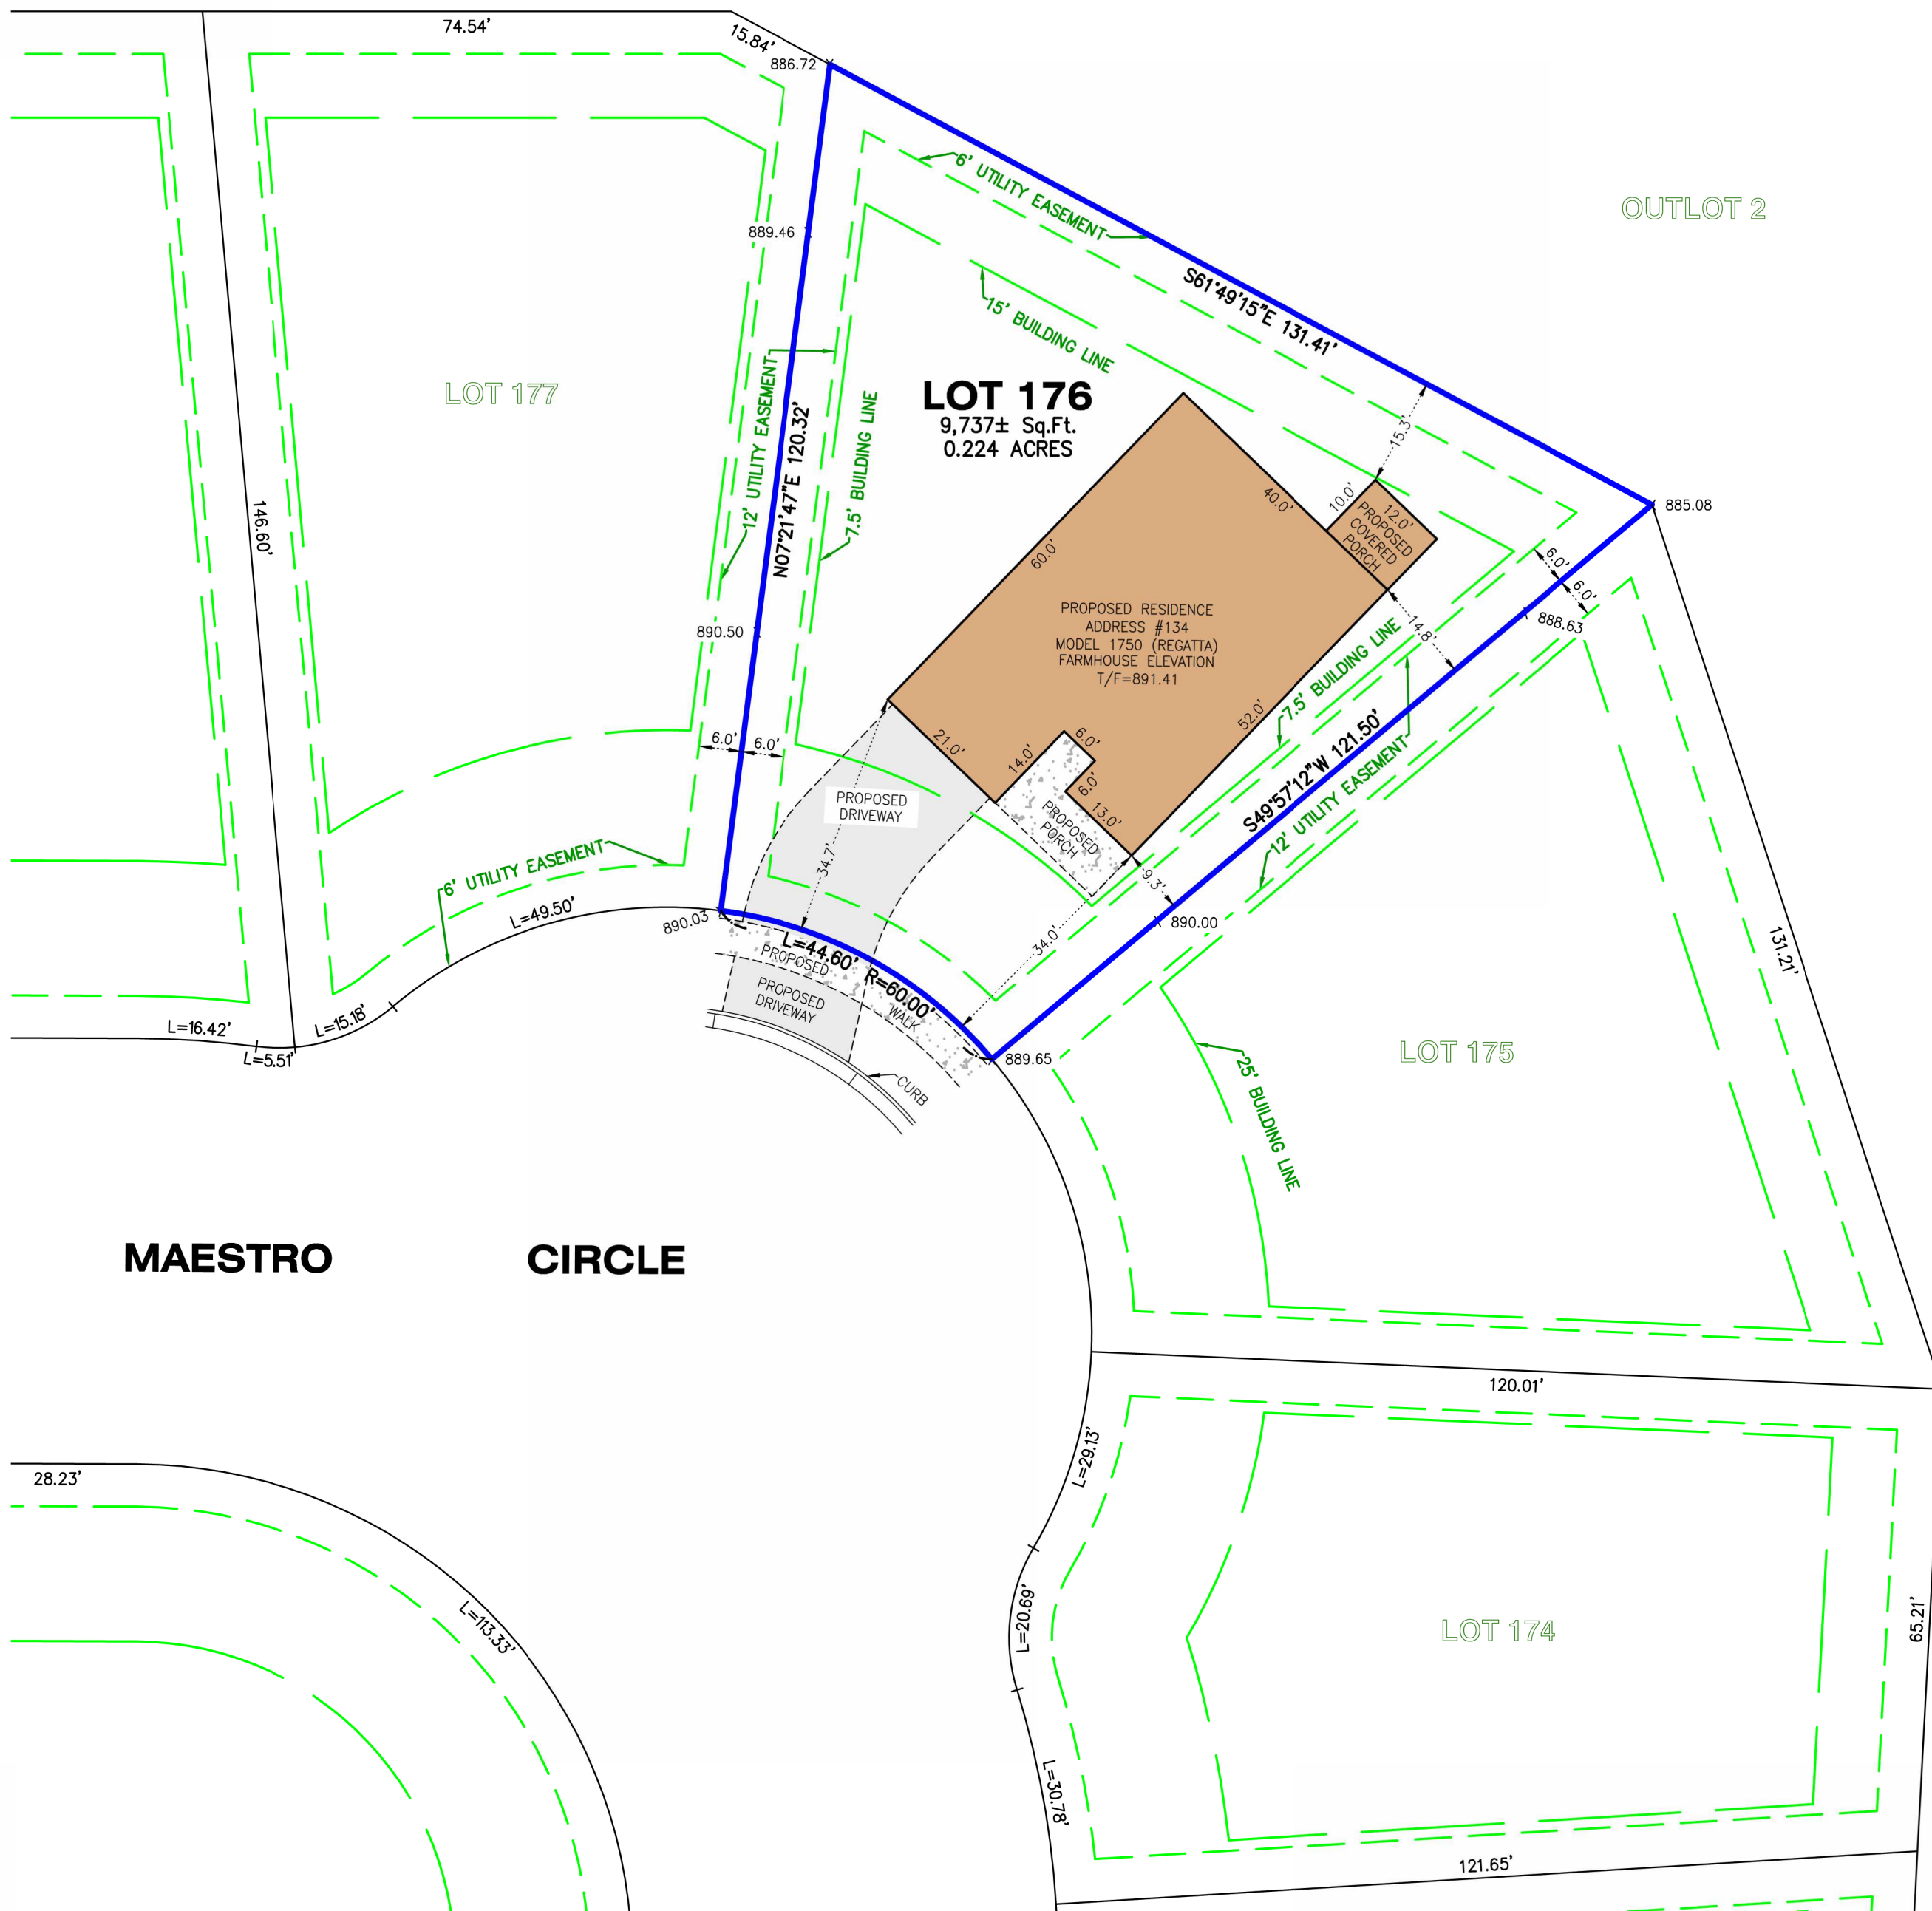 74.54'
15.84'
886.72
6' UTILITY EASEMENT
OUTLOT 2
889.46
S61°49'15"E 131.41'
15' BUILDING LINE
LOT 177
LOT 176
9,737± Sq.Ft.
0.224 ACRES
12' UTILITY EASEMENT
N07°21'47"E 120.32'
7.5' BUILDING LINE
15.3'
40.0'
10.0'
12.0'
PROPOSED
COVERED
PORCH
885.08
146.60'
60.0'
6.0'
6.0'
888.63
890.50
PROPOSED RESIDENCE
ADDRESS #134
MODEL 1750 (REGATTA)
FARMHOUSE ELEVATION
T/F=891.41
14.8'
7.5' BUILDING LINE
52.0'
6.0'
6.0'
21.0'
14.0'
6.0'
6.0'
13.0'
S49°57'12"W 121.50'
12' UTILITY EASEMENT
PROPOSED
DRIVEWAY
PROPOSED
PORCH
34.7'
9.3'
6' UTILITY EASEMENT
L=49.50'
890.03
890.00
34.0'
131.21'
L=44.60' R=60.00'
PROPOSED
WALK
PROPOSED
DRIVEWAY
L=16.42'
L=5.51'
L=15.18'
889.65
CURB
LOT 175
25' BUILDING LINE
MAESTRO CIRCLE
120.01'
28.23'
L=29.13'
L=113.33'
L=20.69'
LOT 174
65.21'
L=30.78'
121.65'